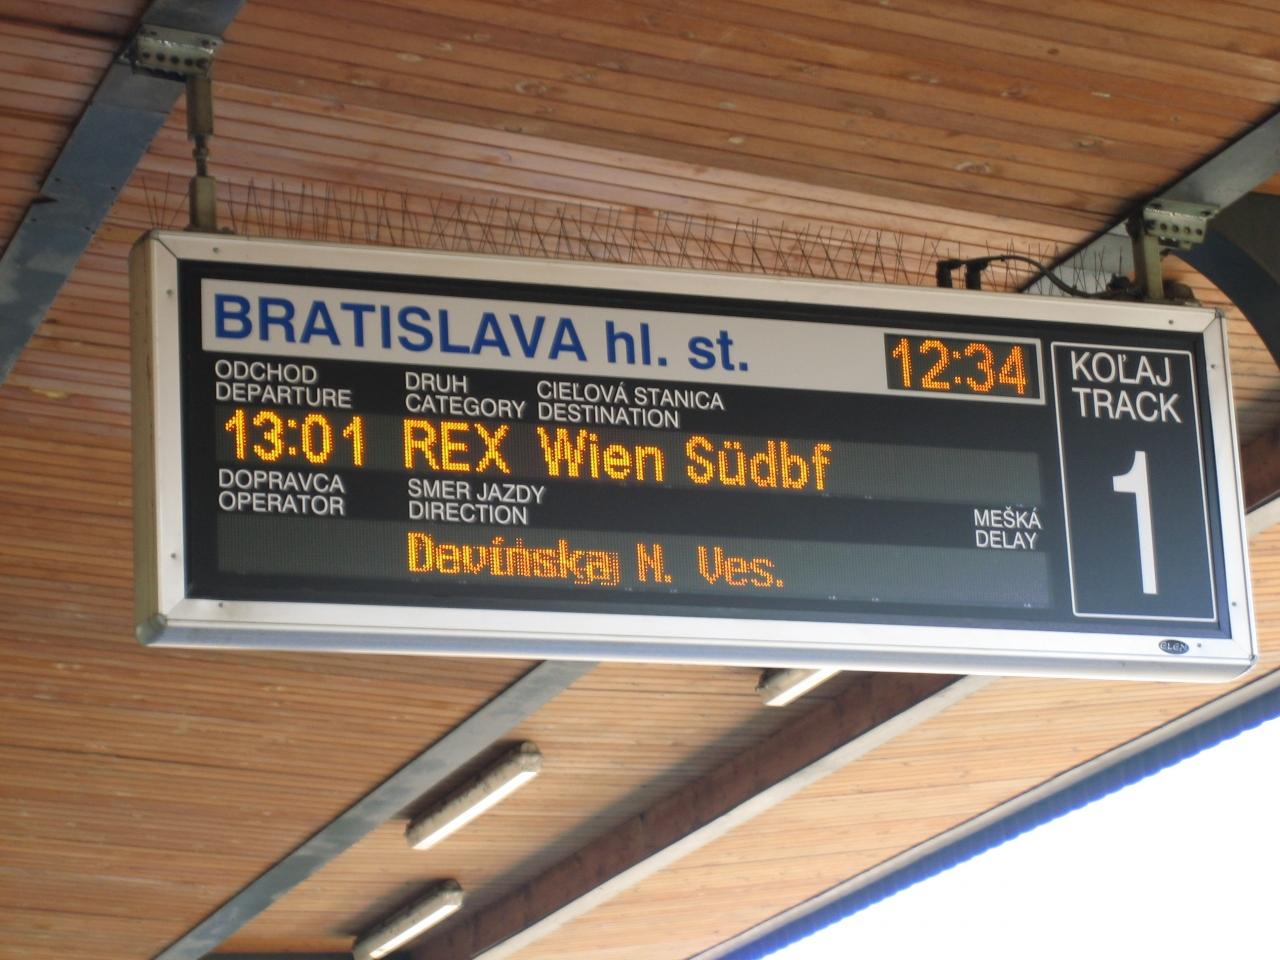 BRATISLAVA hl. st. 12:34
ODCHOD DRUH CIEĽOVÁ STANICA
DEPARTURE CATEGORY DESTINATION
13:01 REX Wien Südbf
DOPRAVCA SMER JAZDY MEŠKÁ
OPERATOR DIRECTION DELAY
N. Ves.
KOĽAJ
TRACK
1
ELEN